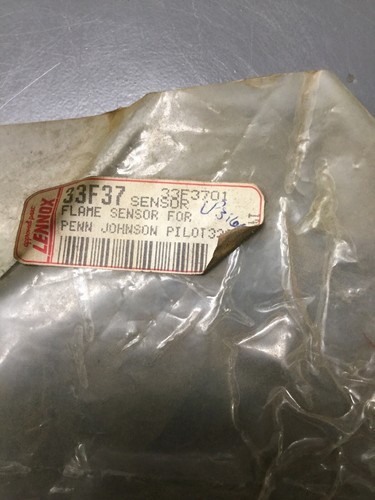 LENNOX
33F37 33F3701
SENSOR
FLAME SENSOR FOR
PENN JOHNSON PILOT